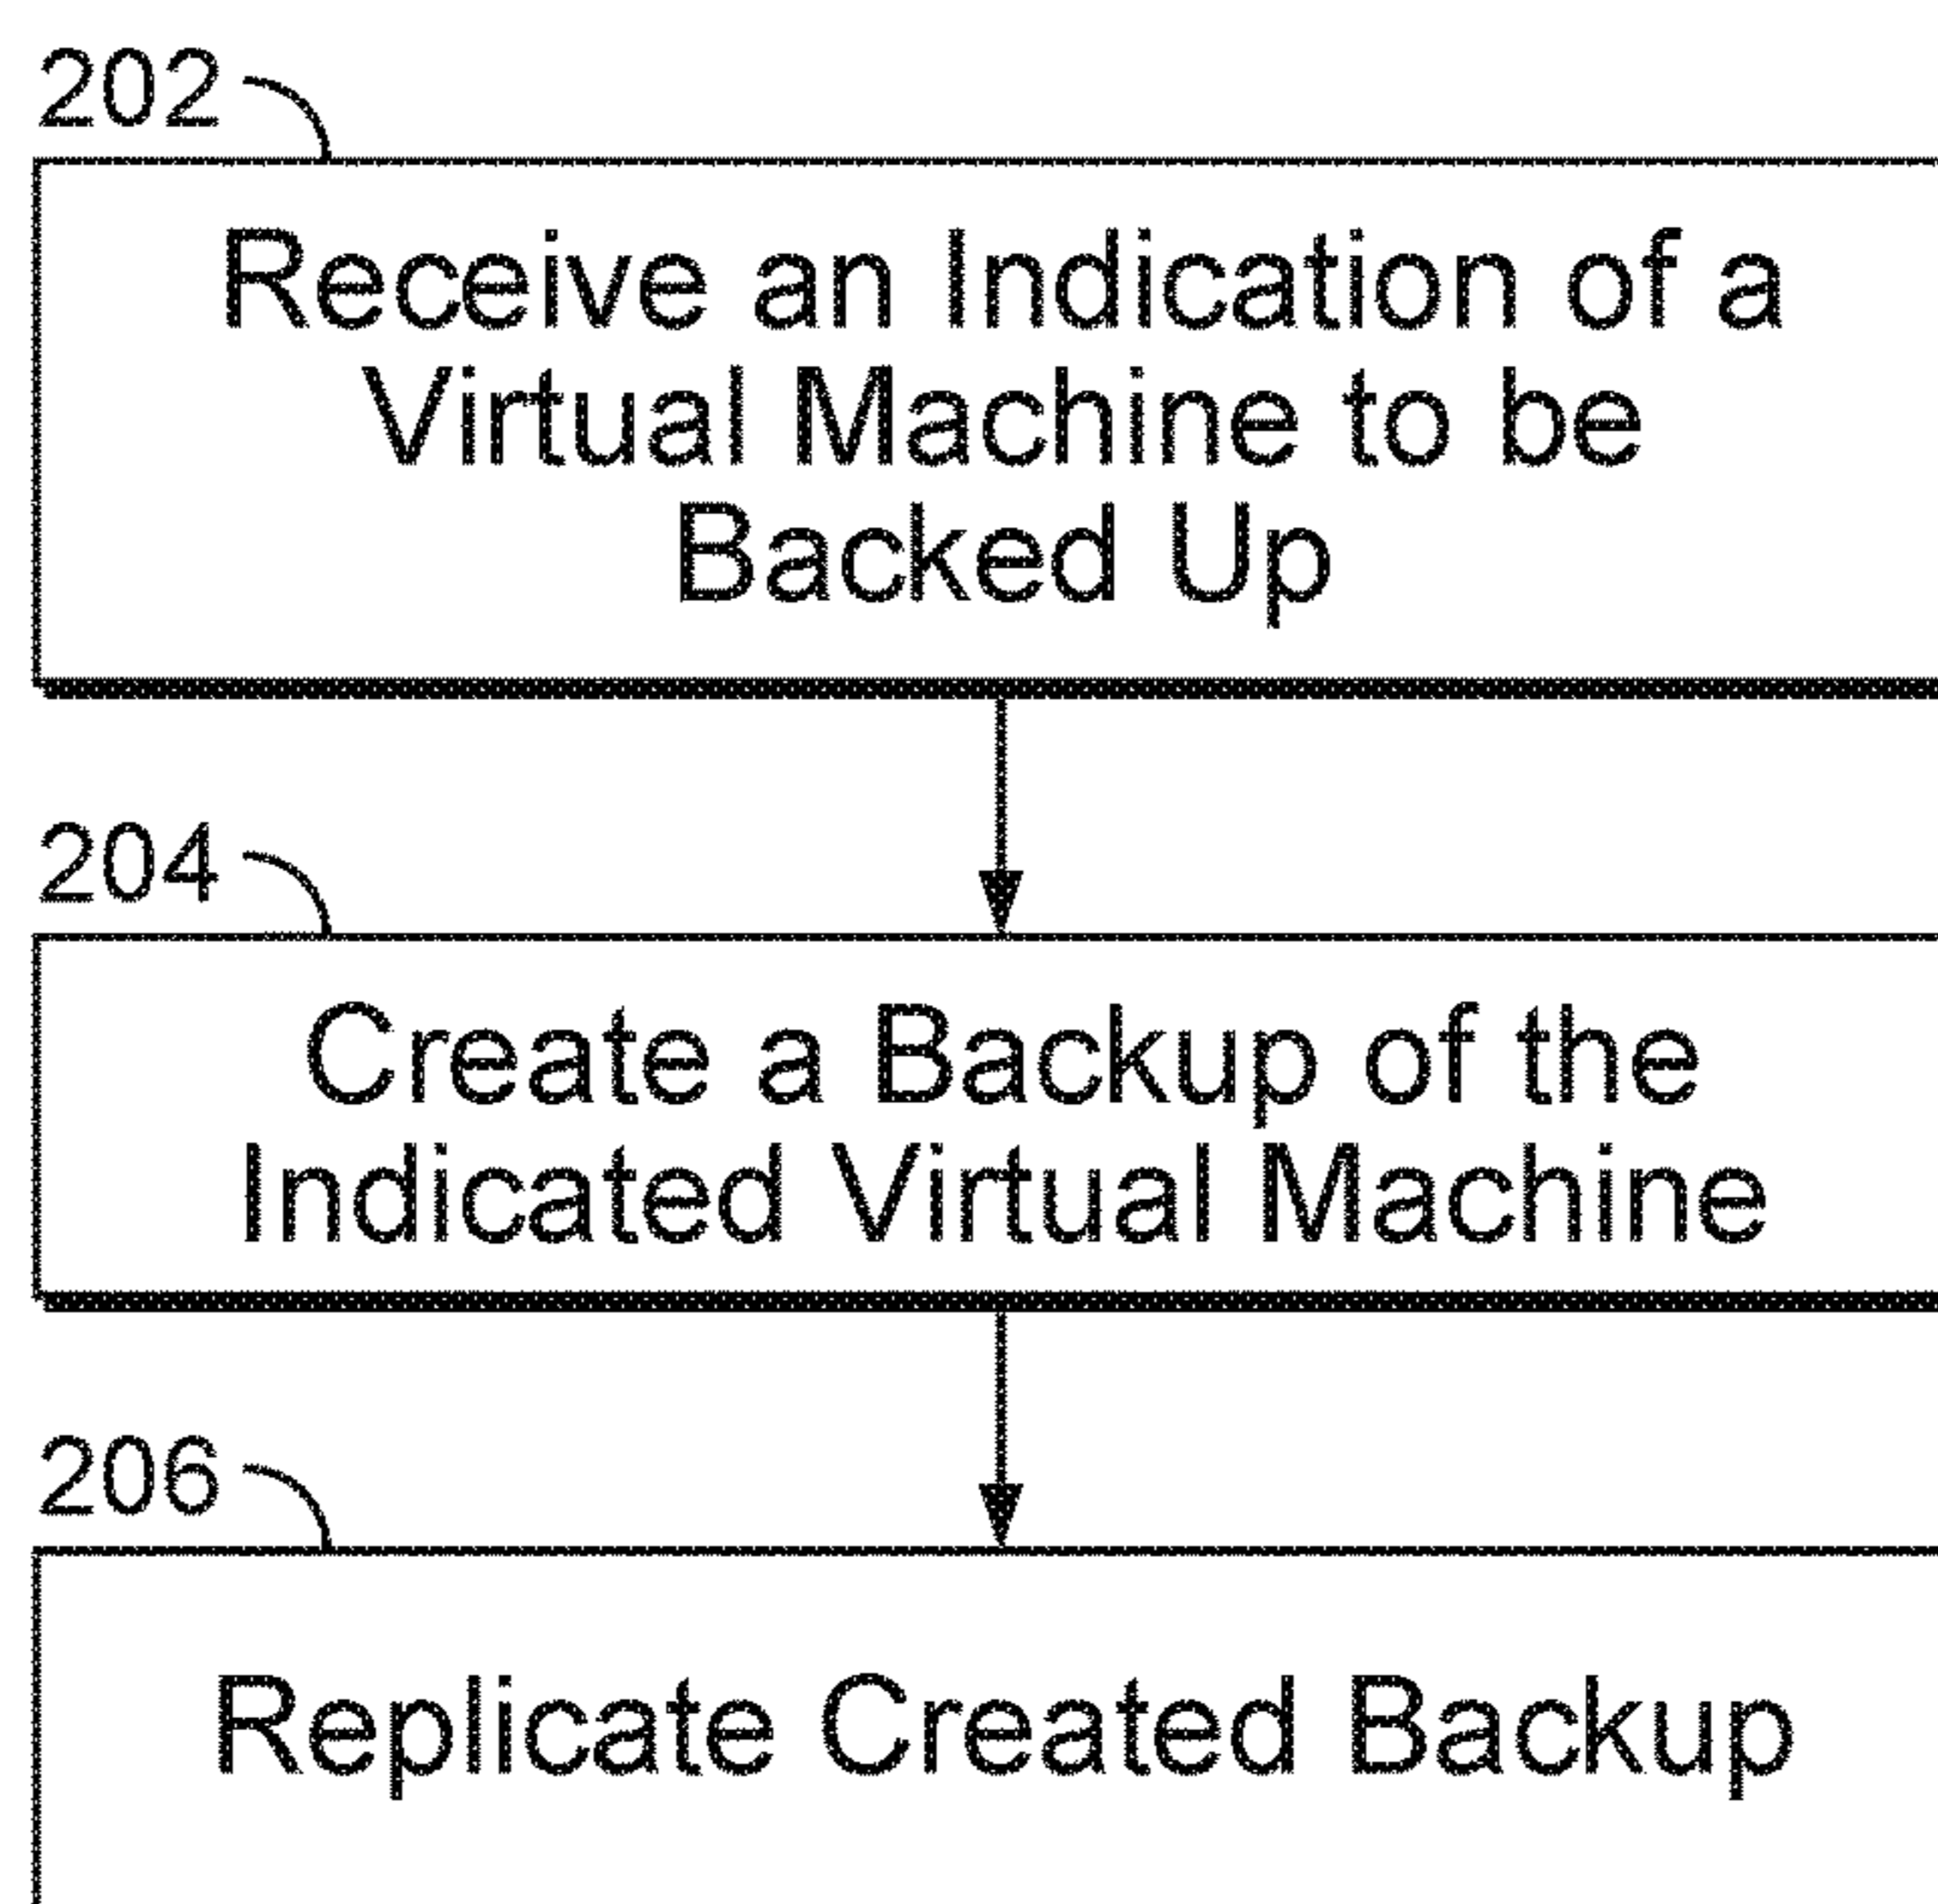 202
Receive an Indication of a
Virtual Machine to be
Backed Up
204
Create a Backup of the
Indicated Virtual Machine
206
Replicate Created Backup